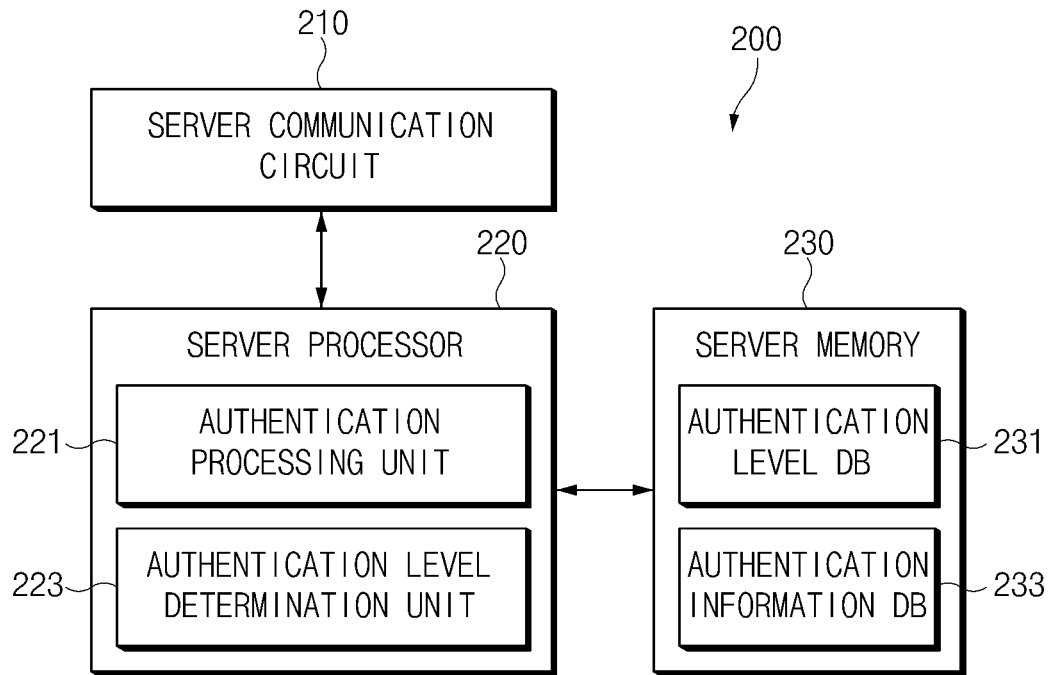 210
200
SERVER COMMUNICATION
CIRCUIT
220
230
SERVER PROCESSOR
SERVER MEMORY
221
AUTHENTICATION
PROCESSING UNIT
AUTHENTICATION
LEVEL DB
231
223
AUTHENTICATION LEVEL
DETERMINATION UNIT
AUTHENTICATION
INFORMATION DB
233